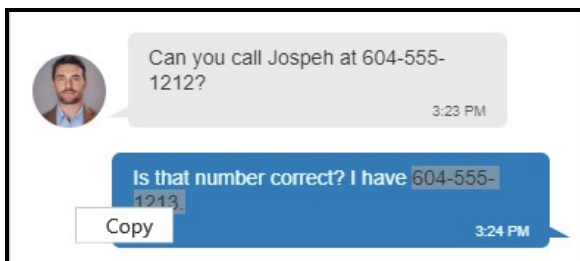 Can you call Jospeh at 604-555-
1212?
3:23 PM
Is that number correct? I have 604-555-
1213.
Copy
3:24 PM